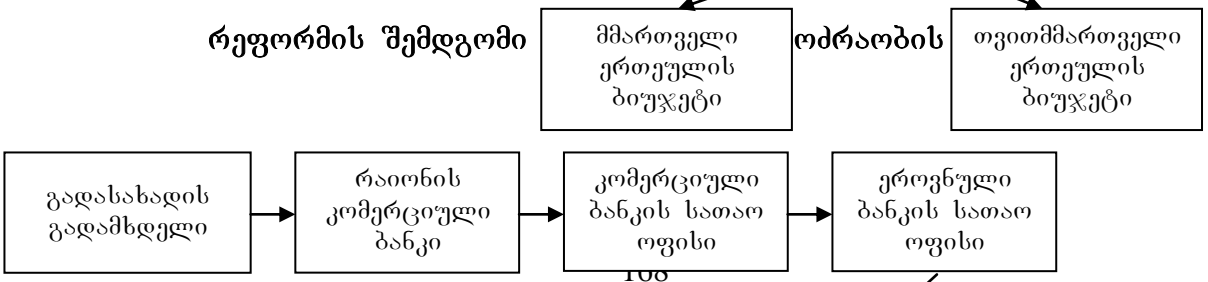 რეფორმის შემდგომი
მმართველი
ერთეულის
ბიუჯეტი
ოძრაობის
თვითმმართველი
ერთეულის
ბიუჯეტი
გადასახადის
გადამხდელი
რაიონის
კომერციული
ბანკი
კომერციული
ბანკის სათაო
ოფისი
ეროვნული
ბანკის სათაო
ოფისი
168